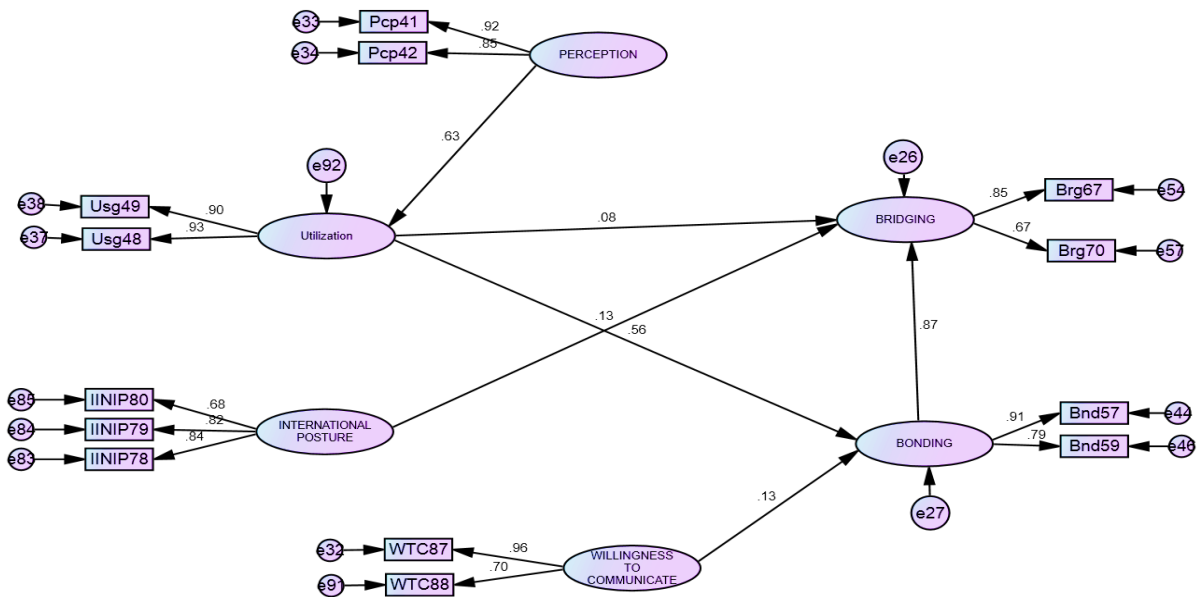 e33
Pcp41
.92
e34
Pcp42
.85
PERCEPTION
.63
e92
e26
e38
Usg49
.90
e37
Usg48
.93
Utilization
.08
BRIDGING
.85
Brg67
e54
.67
Brg70
e57
.13
.56
.87
e85
IINIP80
.68
e84
IINIP79
.82
e83
IINIP78
.84
INTERNATIONAL
POSTURE
BONDING
.91
Bnd57
e44
.79
Bnd59
e46
e27
.13
e32
WTC87
.96
e91
WTC88
.70
WILLINGNESS
TO
COMMUNICATE